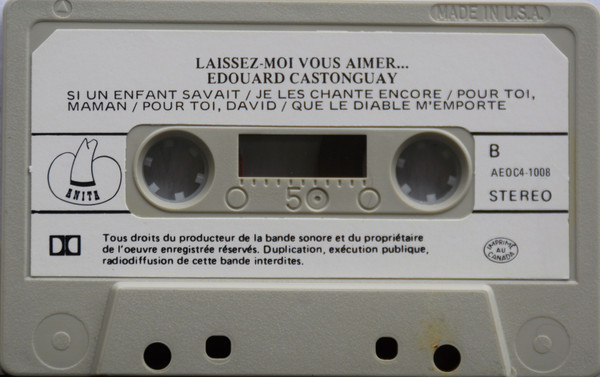 MADE IN U.S.A.
A
LAISSEZ-MOI VOUS AIMER...
EDOUARD CASTONGUAY
SI UN ENFANT SAVAIT / JE LES CHANTE ENCORE / POUR TOI,
MAMAN / POUR TOI, DAVID / QUE LE DIABLE M'EMPORTE
ANITA
50
B
AEOC4-1008
STEREO
Tous droits du producteur de la bande sonore et du propriétaire
de l'oeuvre enregistrée réservés. Duplication, exécution publique,
radiodiffusion de cette bande interdites.
IMPRIMÉ
AU
CANADA